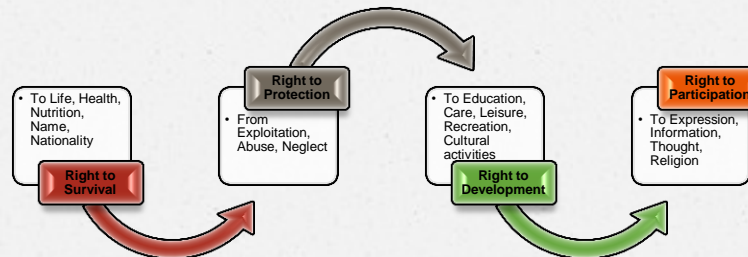 • To Life, Health,
Nutrition,
Name,
Nationality
Right to
Survival
Right to
Protection
• From
Exploitation,
Abuse, Neglect
• To Education,
Care, Leisure,
Recreation,
Cultural
activities
Right to
Development
Right to
Participation
• To Expression,
Information,
Thought,
Religion